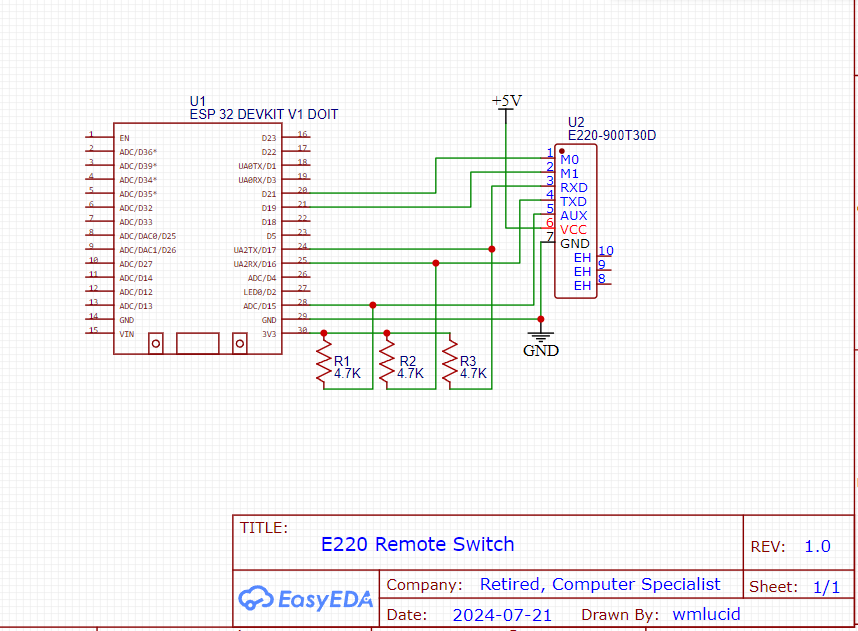 U1
ESP 32 DEVKIT V1 DOIT
1 EN
2 ADC/D36*
3 ADC/D39*
4 ADC/D34*
5 ADC/D35*
6 ADC/D32
7 ADC/D33
8 ADC/DAC0/D25
9 ADC/DAC1/D26
10 ADC/D27
11 ADC/D14
12 ADC/D12
13 ADC/D13
14 GND
15 VIN
D23 16
D22 17
UA0TX/D1 18
UA0RX/D3 19
D21 20
D19 21
D18 22
D5 23
UA2TX/D17 24
UA2RX/D16 25
ADC/D4 26
LED0/D2 27
ADC/D15 28
GND 29
3V3 30
+5V
U2
E220-900T30D
1 M0
2 M1
3 RXD
4 TXD
5 AUX
6 VCC
7 GND
EH 10
EH 9
EH 8
GND
R1
4.7K
R2
4.7K
R3
4.7K
TITLE:
E220 Remote Switch
REV: 1.0
EasyEDA
Company: Retired, Computer Specialist
Sheet: 1/1
Date: 2024-07-21 Drawn By: wmlucid